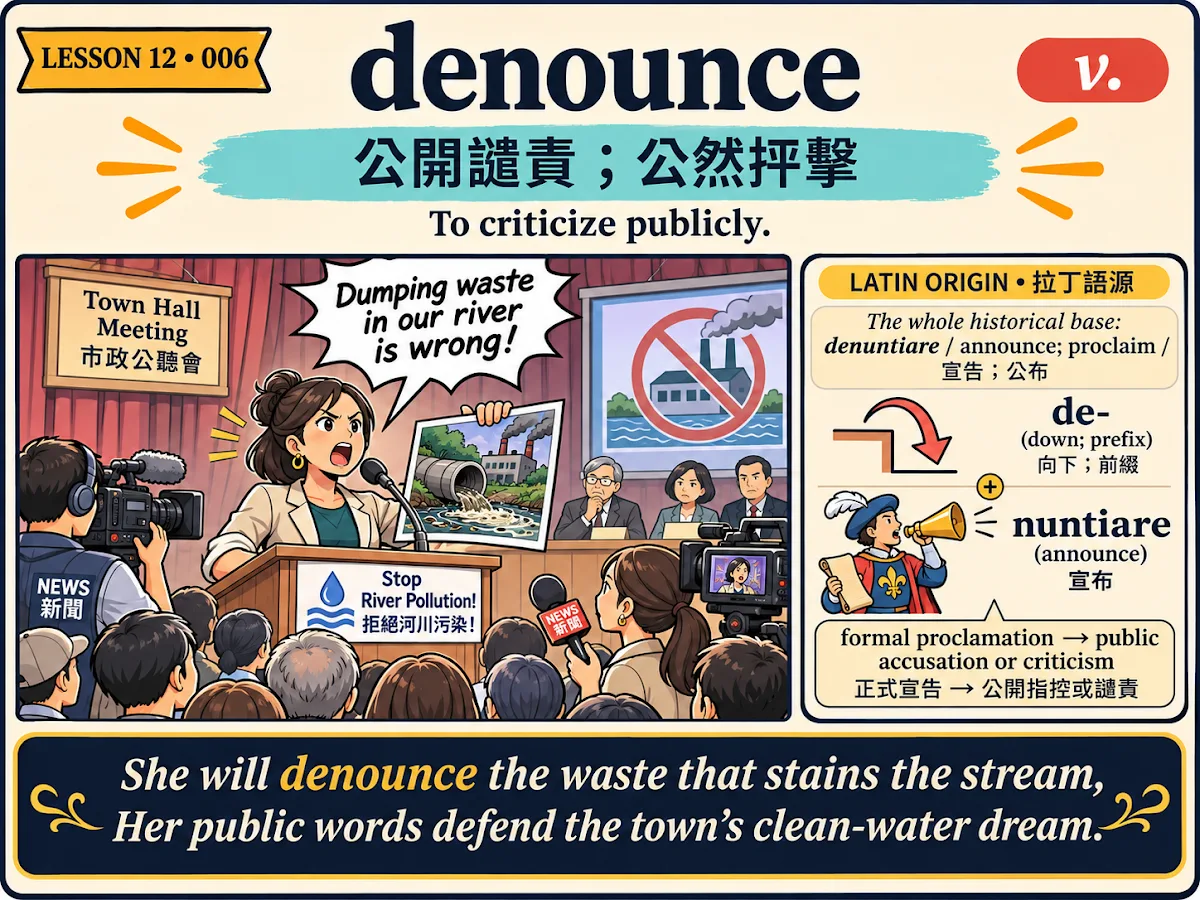 LESSON 12 • 006
denounce
v.
公開譴責；公然抨擊
To criticize publicly.
Town Hall
Meeting
市政公聽會
Dumping waste
in our river
is wrong!
NEWS
新聞
Stop
River Pollution!
拒絕河川污染！
NEWS
新聞
LATIN ORIGIN • 拉丁語源
The whole historical base:
denuntiare / announce; proclaim /
宣告；公布
de-
(down; prefix)
向下；前綴
+
nuntiare
(announce)
宣布
formal proclamation → public
accusation or criticism
正式宣告 → 公開指控或譴責
She will denounce the waste that stains the stream,
Her public words defend the town's clean-water dream.